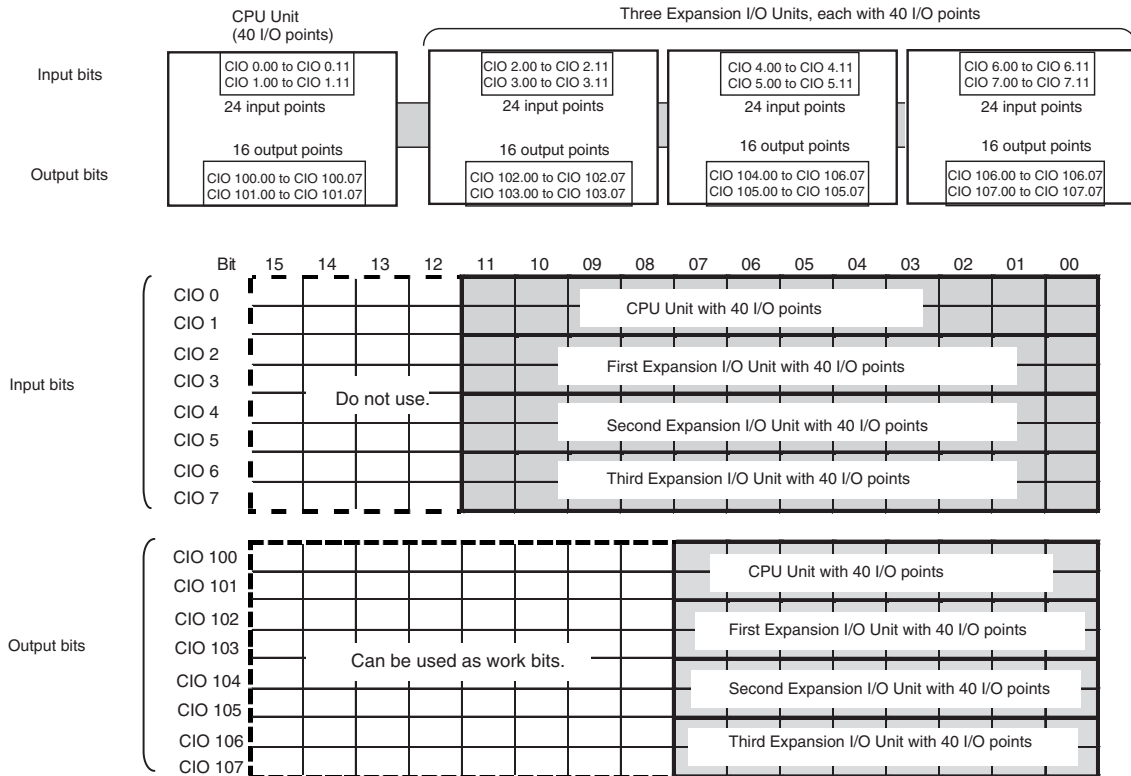 CPU Unit
(40 I/O points)
Three Expansion I/O Units, each with 40 I/O points
Input bits
CIO 0.00 to CIO 0.11
CIO 1.00 to CIO 1.11
24 input points
CIO 2.00 to CIO 2.11
CIO 3.00 to CIO 3.11
24 input points
CIO 4.00 to CIO 4.11
CIO 5.00 to CIO 5.11
24 input points
CIO 6.00 to CIO 6.11
CIO 7.00 to CIO 7.11
24 input points
Output bits
16 output points
CIO 100.00 to CIO 100.07
CIO 101.00 to CIO 101.07
16 output points
CIO 102.00 to CIO 102.07
CIO 103.00 to CIO 103.07
16 output points
CIO 104.00 to CIO 106.07
CIO 105.00 to CIO 105.07
16 output points
CIO 106.00 to CIO 106.07
CIO 107.00 to CIO 107.07
Bit 15 14 13 12 11 10 09 08 07 06 05 04 03 02 01 00
Input bits
CIO 0
CIO 1
CIO 2
CIO 3
CIO 4
CIO 5
CIO 6
CIO 7
Do not use.
CPU Unit with 40 I/O points
First Expansion I/O Unit with 40 I/O points
Second Expansion I/O Unit with 40 I/O points
Third Expansion I/O Unit with 40 I/O points
Output bits
CIO 100
CIO 101
CIO 102
CIO 103
CIO 104
CIO 105
CIO 106
CIO 107
Can be used as work bits.
CPU Unit with 40 I/O points
First Expansion I/O Unit with 40 I/O points
Second Expansion I/O Unit with 40 I/O points
Third Expansion I/O Unit with 40 I/O points